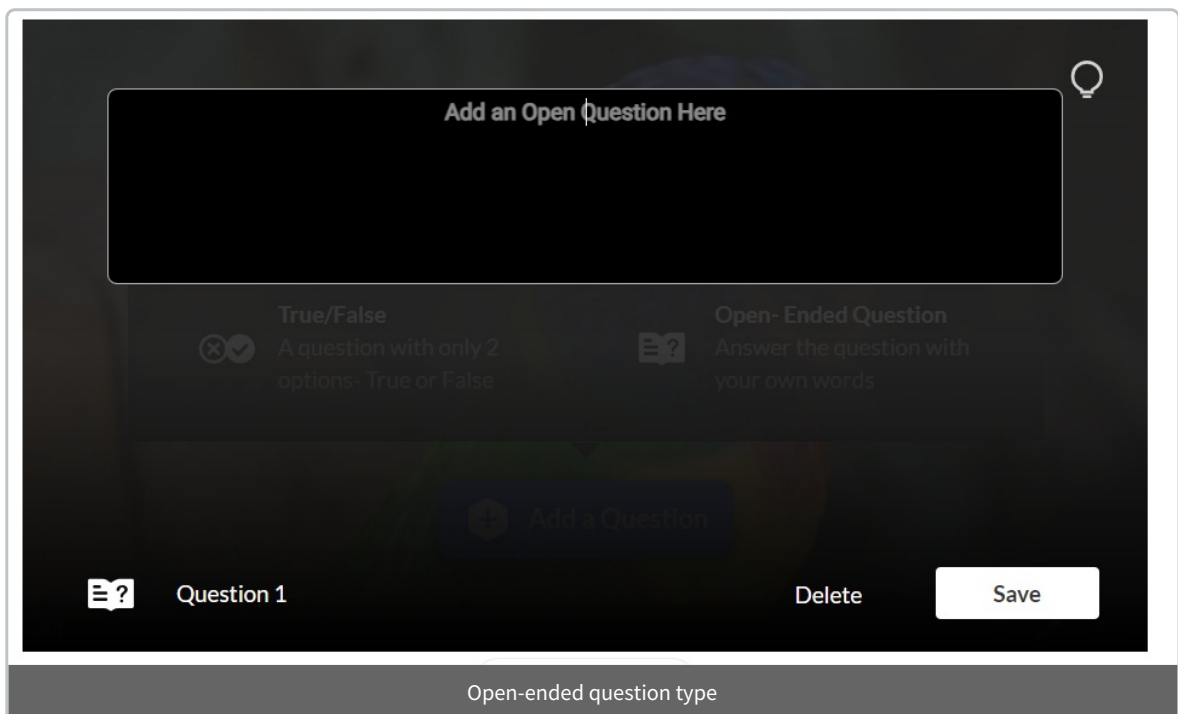 Add an Open Question Here
True/False
A question with only 2
options- True or False
Open- Ended Question
Answer the question with
your own words
Add a Question
Question 1
Delete
Save
Open-ended question type